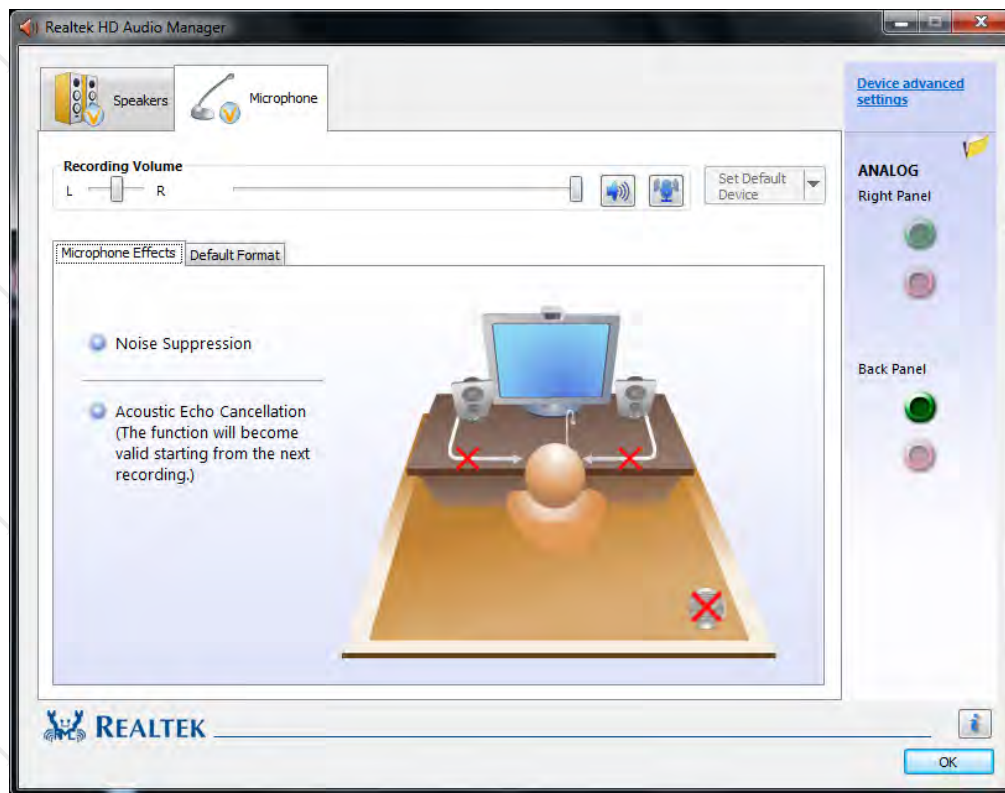 Realtek HD Audio Manager
Speakers
Microphone
Device advanced
settings
Recording Volume
L
R
Set Default
Device
ANALOG
Right Panel
Microphone Effects
Default Format
Noise Suppression
Acoustic Echo Cancellation
(The function will become
valid starting from the next
recording.)
Back Panel
REALTEK
i
OK